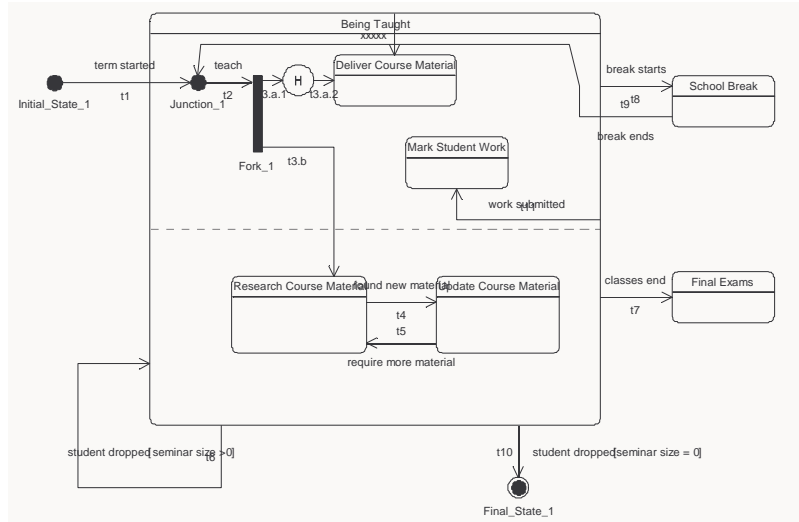 Being Taught
xxxxx
term started
teach
Deliver Course Material
break starts
School Break
H
Initial_State_1
t1
Junction_1
t2
t3.a.1
t3.a.2
t9
t8
break ends
Mark Student Work
Fork_1
t3.b
work submitted
t11
Research Course Material
found new material
Update Course Material
classes end
Final Exams
t4
t5
t7
require more material
student dropped[seminar size >0]
t6
t10
student dropped[seminar size = 0]
Final_State_1